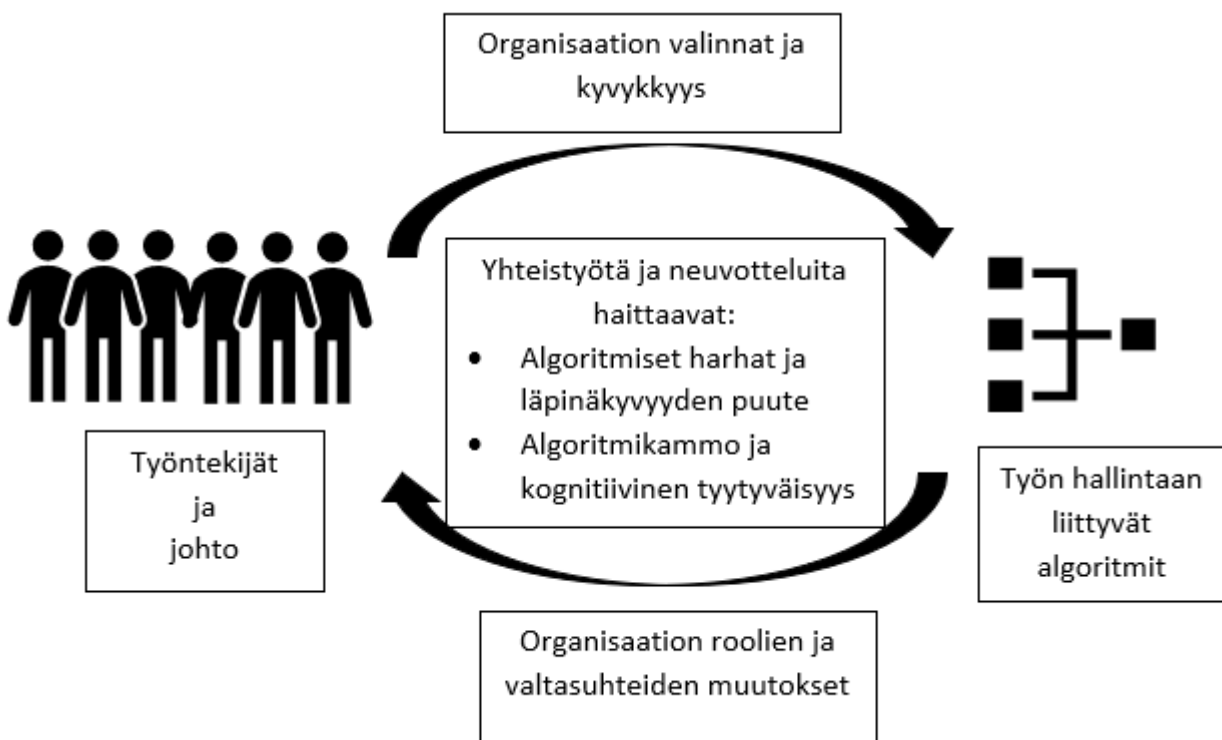 Organisaation valinnat ja
kyvykkyys
Yhteistyötä ja neuvotteluita
haittaavat:
• Algoritmiset harhat ja
läpinäkyvyyden puute
• Algoritmikammo ja
kognitiivinen tyytyväisyys
Työntekijät
ja
johto
Työn hallintaan
liittyvät
algoritmit
Organisaation roolien ja
valtasuhteiden muutokset